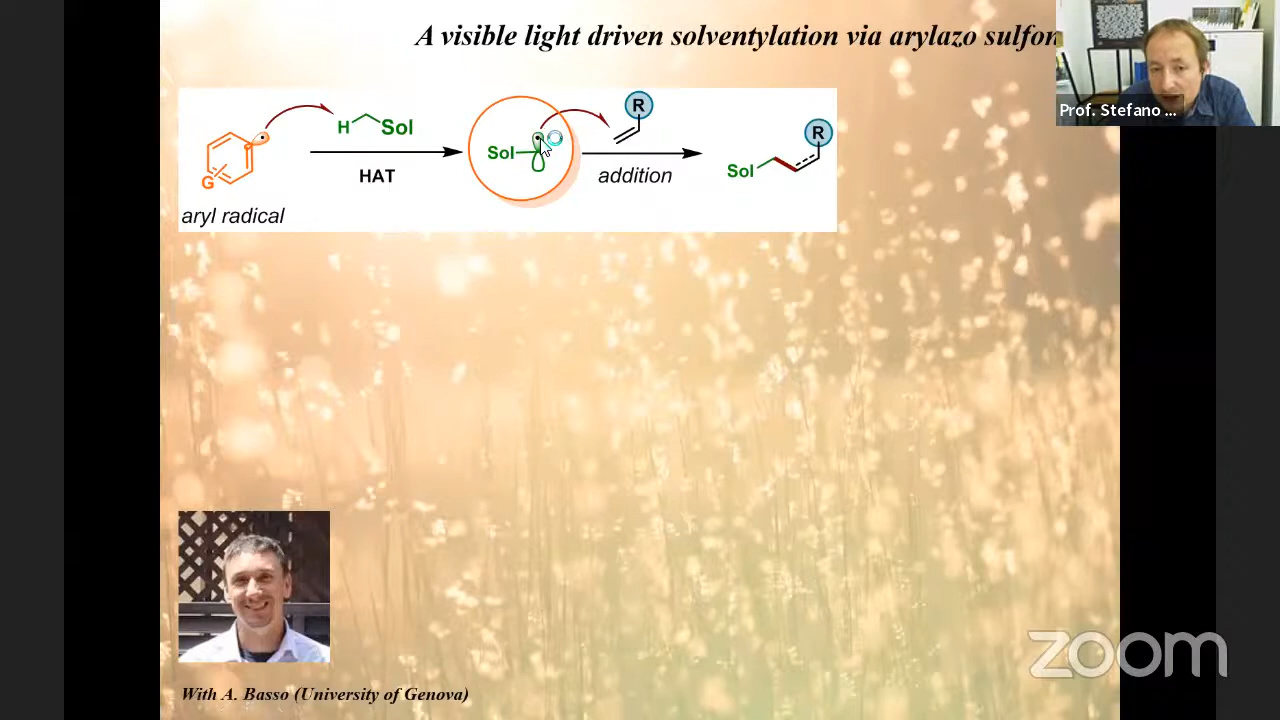 A visible light driven solventylation via arylazo sulfon
Prof. Stefano ...
R
R
H Sol
Sol
Sol
G
HAT
addition
aryl radical
zoom
With A. Basso (University of Genova)